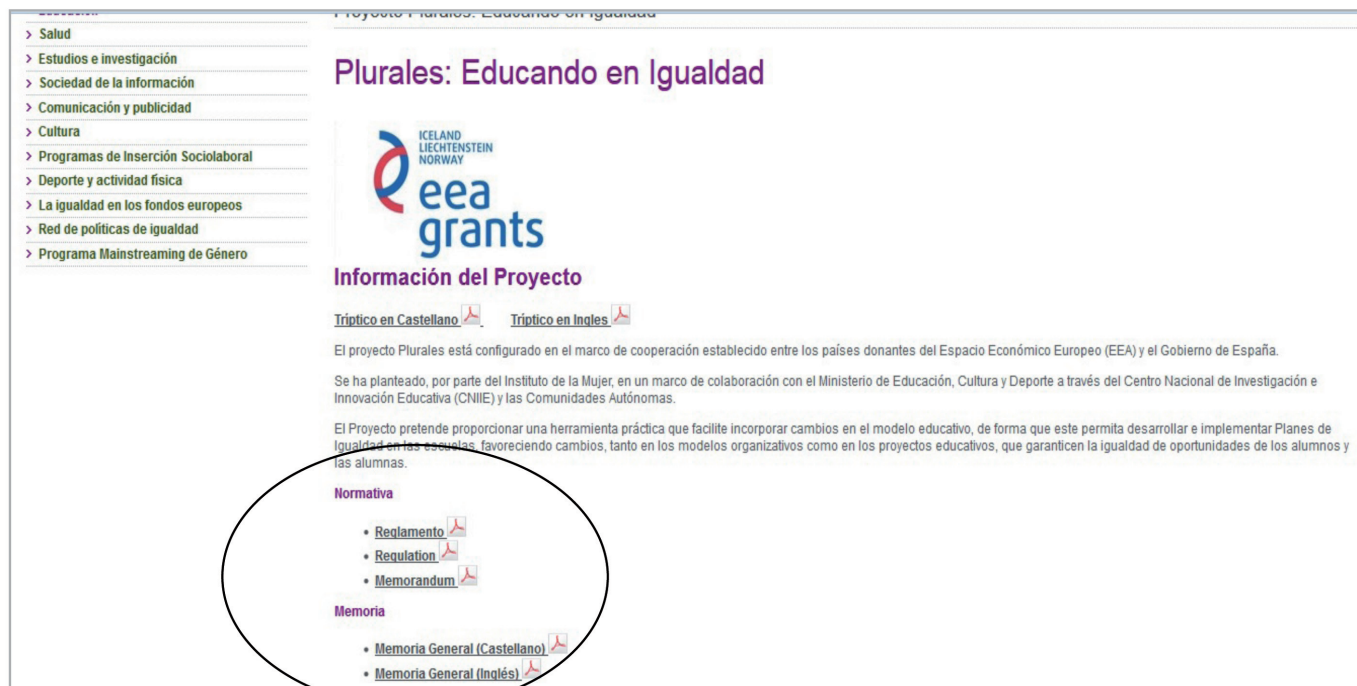 Proyecto Plurales: Educando en Igualdad
Educación
> Salud
> Estudios e investigación
> Sociedad de la información
> Comunicación y publicidad
> Cultura
> Programas de Inserción Sociolaboral
> Deporte y actividad física
> La igualdad en los fondos europeos
> Red de políticas de igualdad
> Programa Mainstreaming de Género
Plurales: Educando en Igualdad
ICELAND
LIECHTENSTEIN
NORWAY
eea
grants
Información del Proyecto
Tríptico en Castellano Tríptico en Ingles
El proyecto Plurales está configurado en el marco de cooperación establecido entre los países donantes del Espacio Económico Europeo (EEA) y el Gobierno de España.
Se ha planteado, por parte del Instituto de la Mujer, en un marco de colaboración con el Ministerio de Educación, Cultura y Deporte a través del Centro Nacional de Investigación e
Innovación Educativa (CNIIE) y las Comunidades Autónomas.
El Proyecto pretende proporcionar una herramienta práctica que facilite incorporar cambios en el modelo educativo, de forma que este permita desarrollar e implementar Planes de
Igualdad en las escuelas, favoreciendo cambios, tanto en los modelos organizativos como en los proyectos educativos, que garanticen la igualdad de oportunidades de los alumnos y
las alumnas.
Normativa
• Reglamento
• Regulation
• Memorandum
Memoria
• Memoria General (Castellano)
• Memoria General (Inglés)